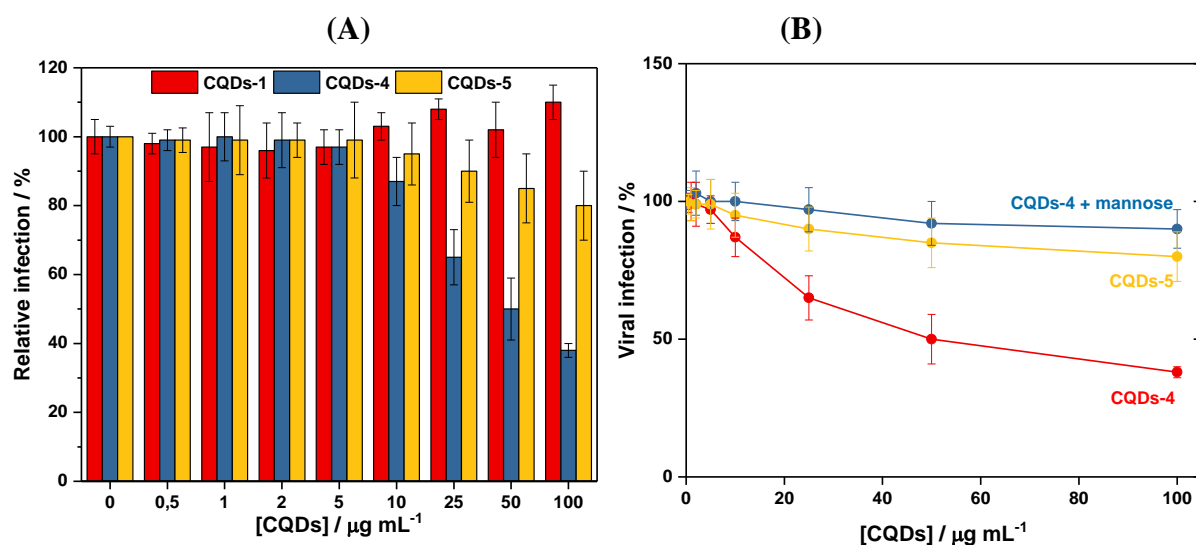 (A)
120
100
80
60
40
20
0
Relative infection / %
CQDs-1 CQDs-4 CQDs-5
0 0,5 1 2 5 10 25 50 100
[CQDs] / μg mL⁻¹
(B)
150
100
50
0
Viral infection / %
CQDs-4 + mannose
CQDs-5
CQDs-4
0 20 40 60 80 100
[CQDs] / μg mL⁻¹